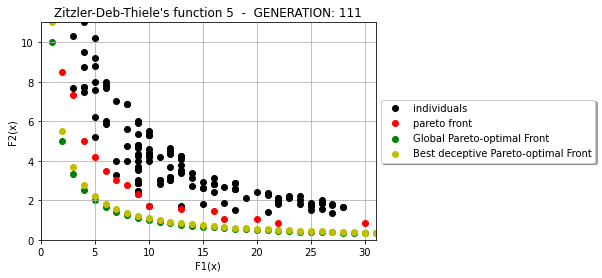 Zitzler-Deb-Thiele's function 5 - GENERATION: 111
F2(x)
10
8
6
4
2
0
0 5 10 15 20 25 30
F1(x)
individuals
pareto front
Global Pareto-optimal Front
Best deceptive Pareto-optimal Front